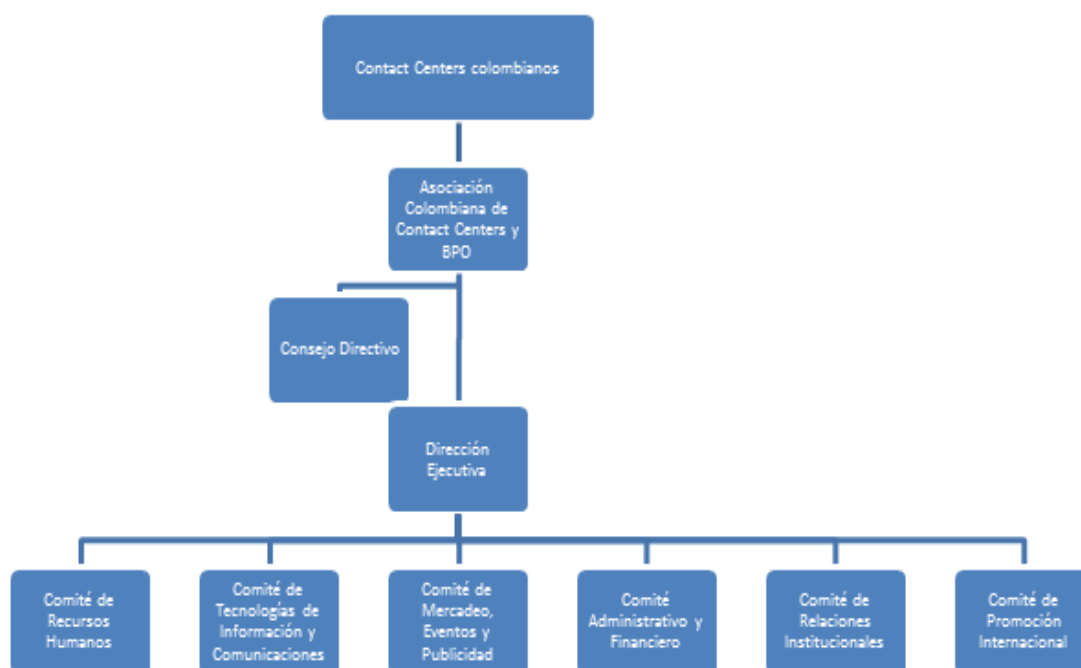 Contact Centers colombianos
Asociación
Colombiana de
Contact Centers y
BPO
Consejo Directivo
Dirección
Ejecutiva
Comité de
Recursos
Humanos
Comité de
Tecnologías de
Información y
Comunicaciones
Comité de
Mercadeo,
Eventos y
Publicidad
Comité
Administrativo y
Financiero
Comité de
Relaciones
Institucionales
Comité de
Promoción
Internacional